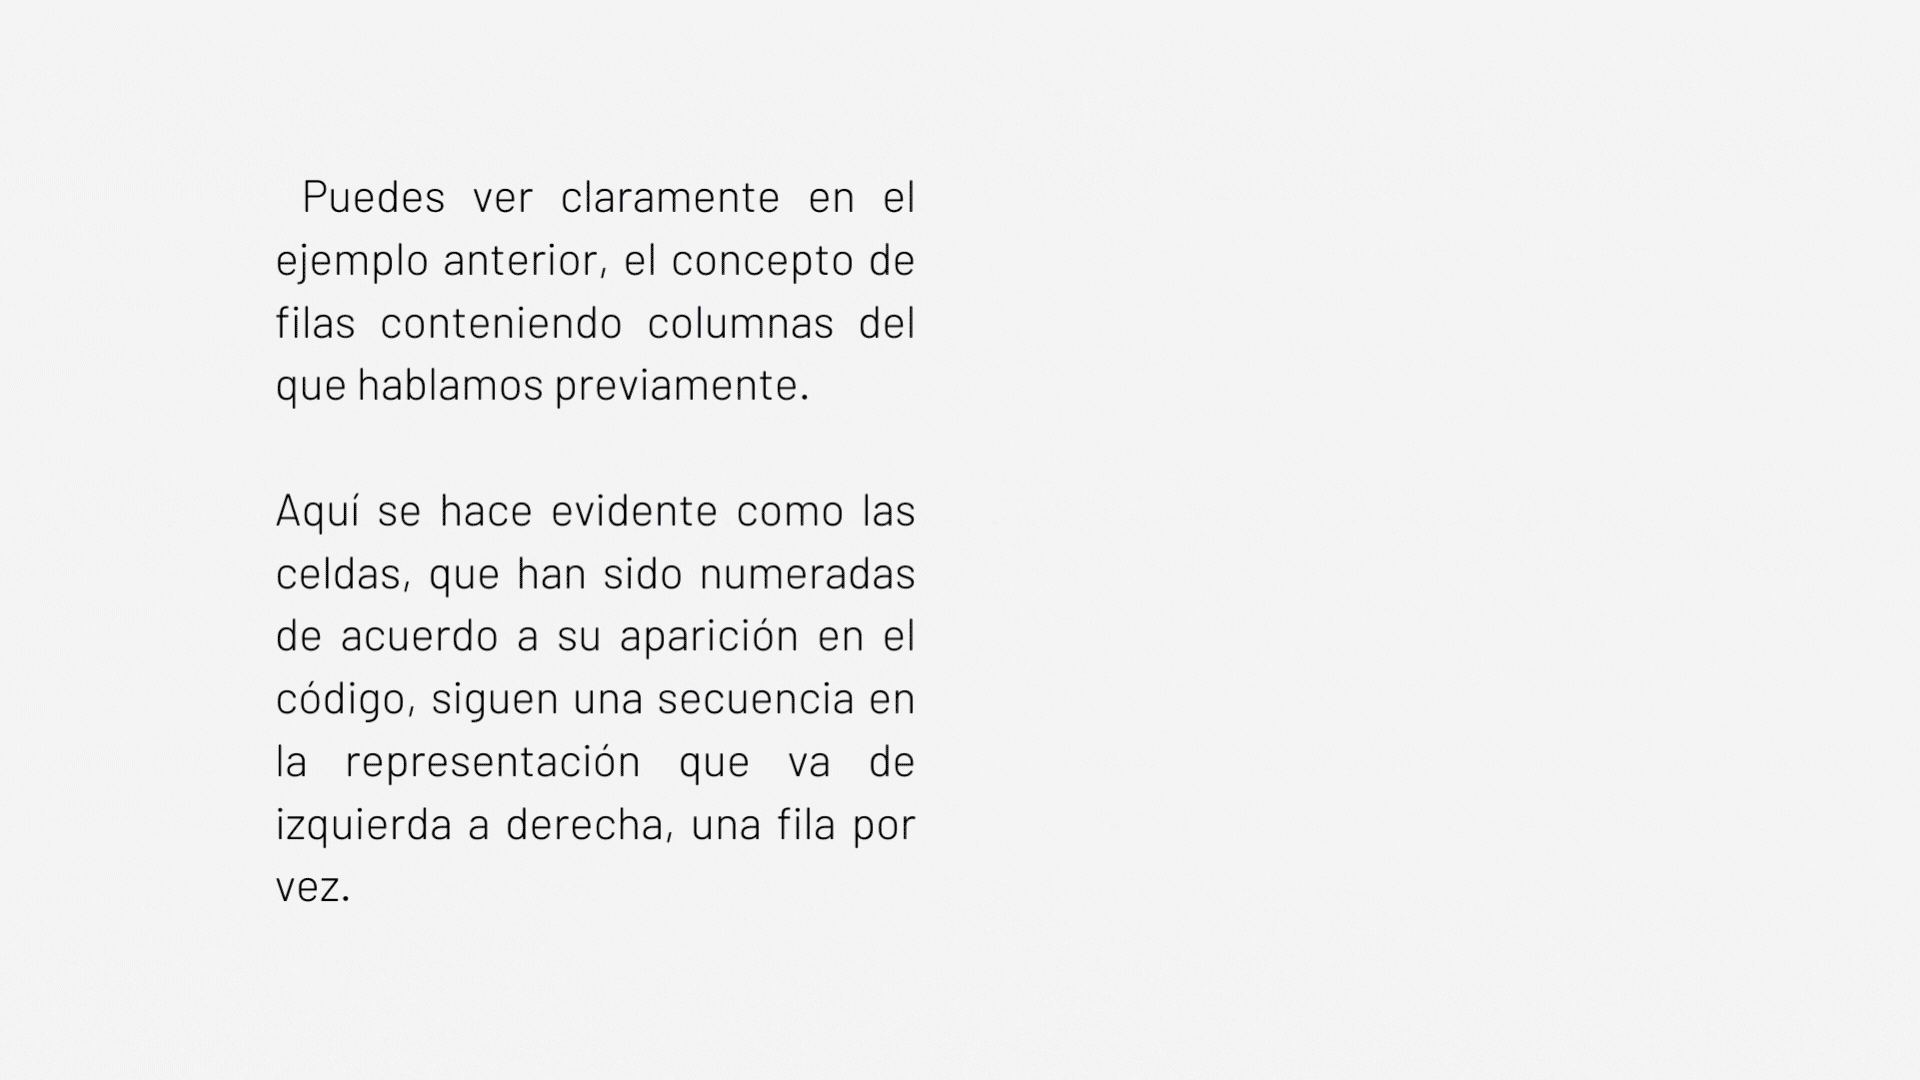 Puedes ver claramente en el
ejemplo anterior, el concepto de
filas conteniendo columnas del
que hablamos previamente.
Aquí se hace evidente como las
celdas, que han sido numeradas
de acuerdo a su aparición en el
código, siguen una secuencia en
la representación que va de
izquierda a derecha, una fila por
vez.